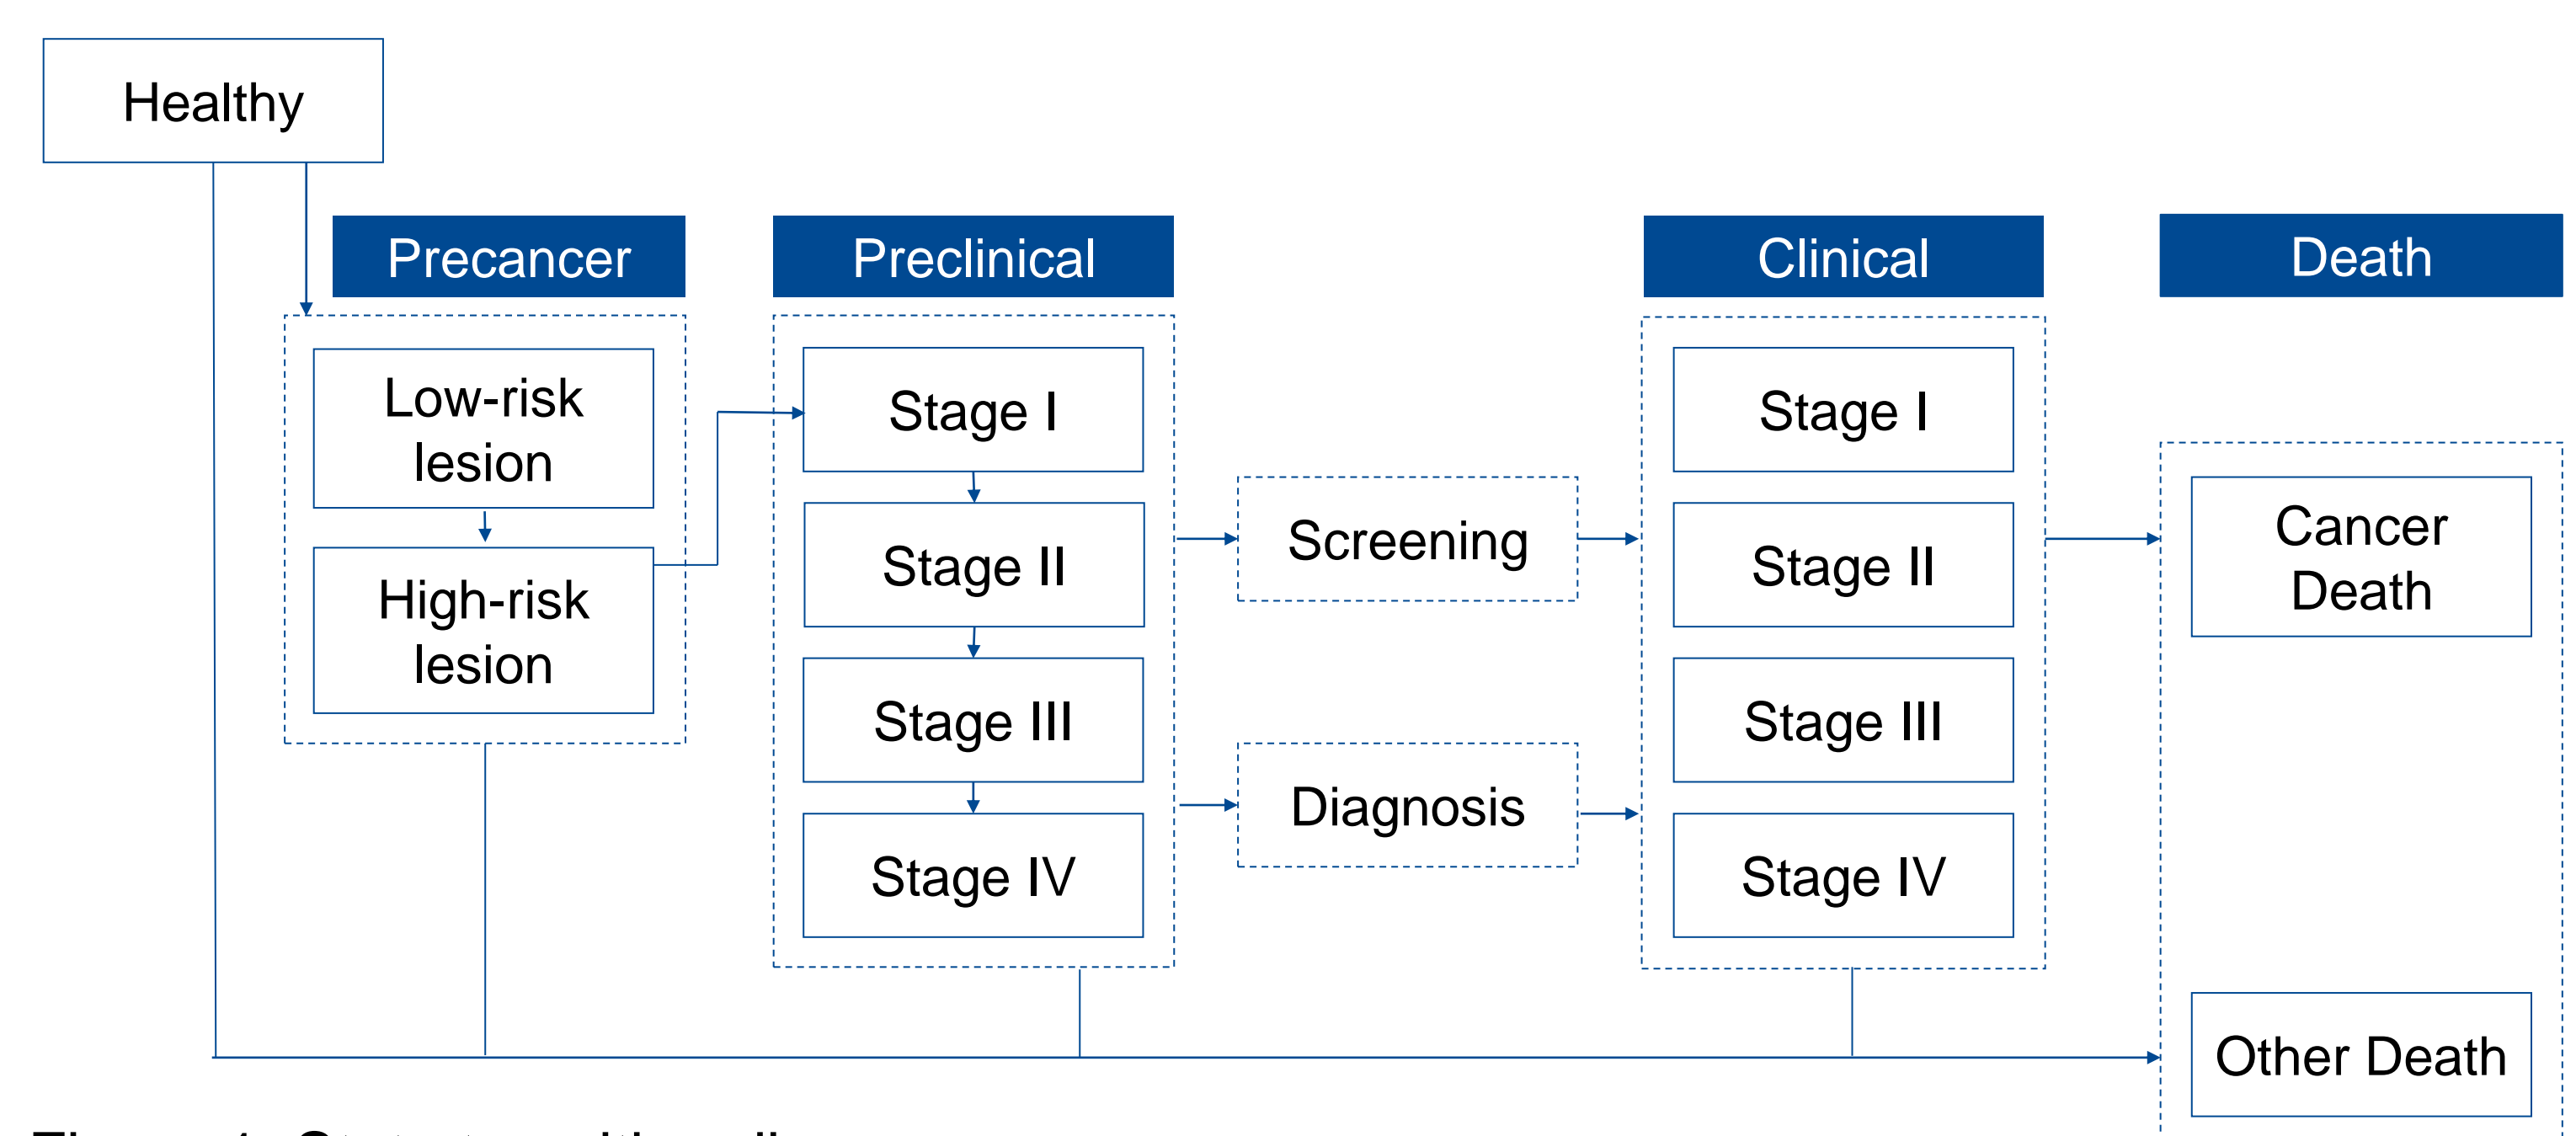 Healthy
Precancer
Preclinical
Clinical
Death
Low-risk
lesion
High-risk
lesion
Stage I
Stage II
Stage III
Stage IV
Screening
Diagnosis
Stage I
Stage II
Stage III
Stage IV
Cancer
Death
Other Death